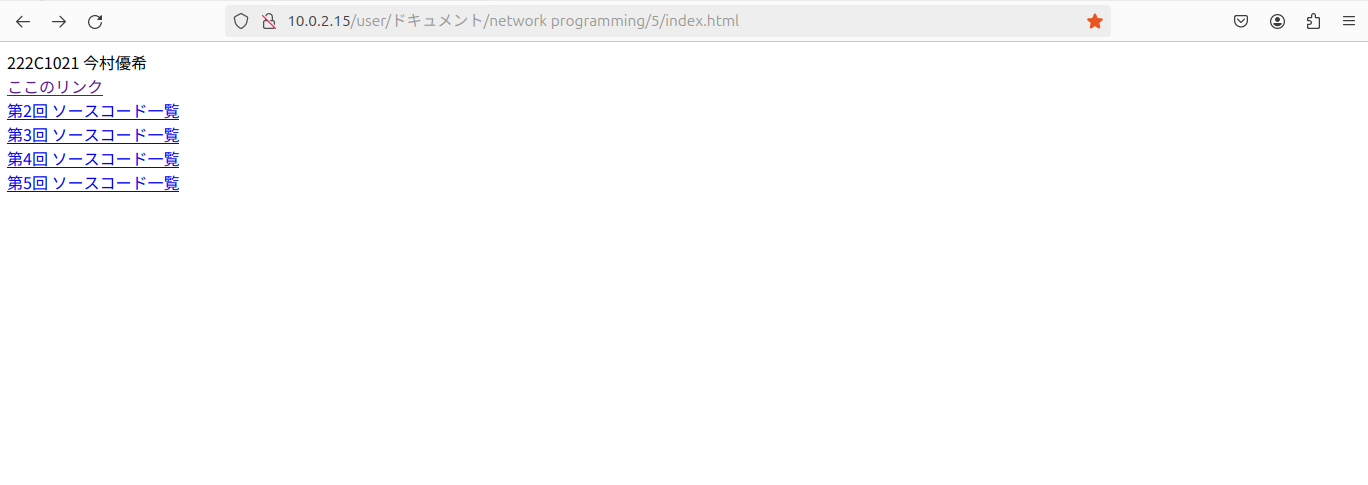 10.0.2.15/user/ドキュメント/network programming/5/index.html
222C1021 今村優希
ここのリンク
第2回 ソースコード一覧
第3回 ソースコード一覧
第4回 ソースコード一覧
第5回 ソースコード一覧